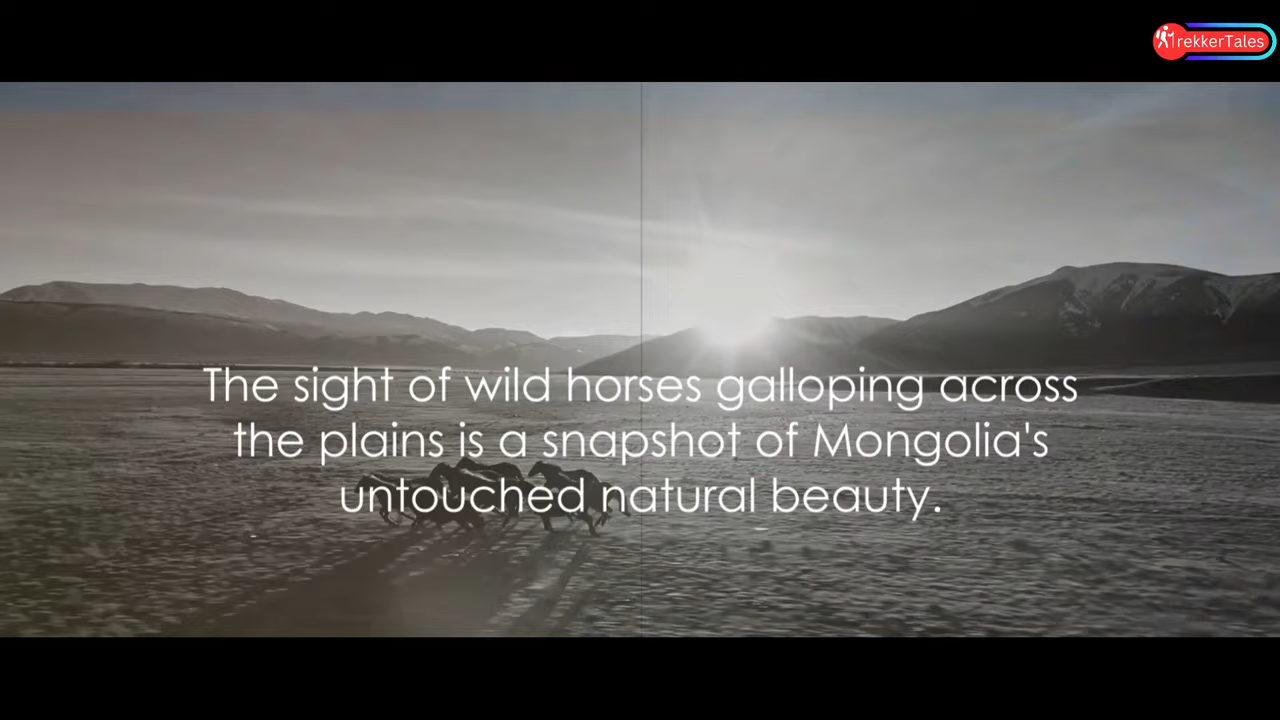 TrekkerTales
The sight of wild horses galloping across
the plains is a snapshot of Mongolia's
untouched natural beauty.